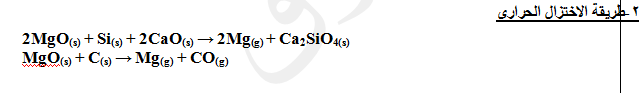 ٢ -طريقة الاختزال الحرارى
2MgO(s) + Si(s) + 2CaO(s) → 2Mg(g) + Ca₂SiO₄(s)
MgO(s) + C(s) → Mg(g) + CO(g)